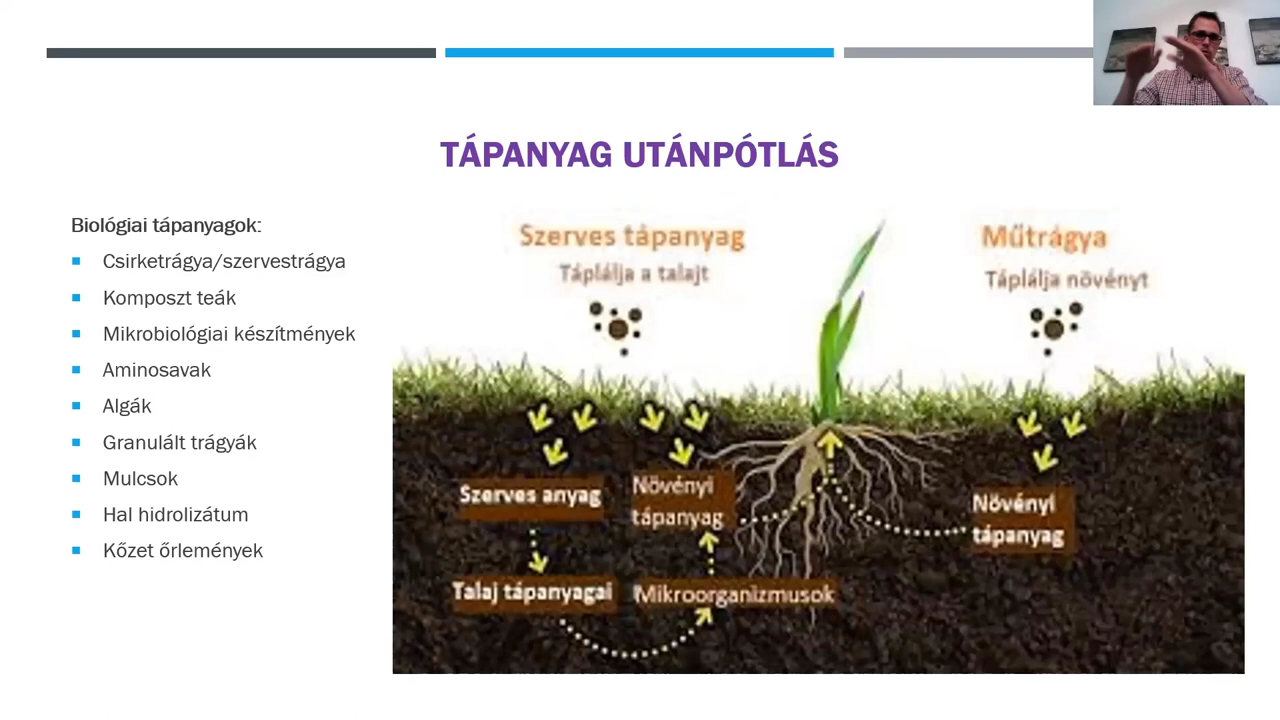 TÁPANYAG UTÁNPÓTLÁS
Biológiai tápanyagok:
Csirketrágya/szervestrágya
Komposzt teák
Mikrobiológiai készítmények
Aminosavak
Algák
Granulált trágyák
Mulcsok
Hal hidrolizátum
Kőzet őrlemények
Szerves tápanyag
Táplálja a talajt
Műtrágya
Táplálja növényt
Szerves anyag
Növényi
tápanyag
Talaj tápanyagai
Mikroorganizmusok
Növényi
tápanyag